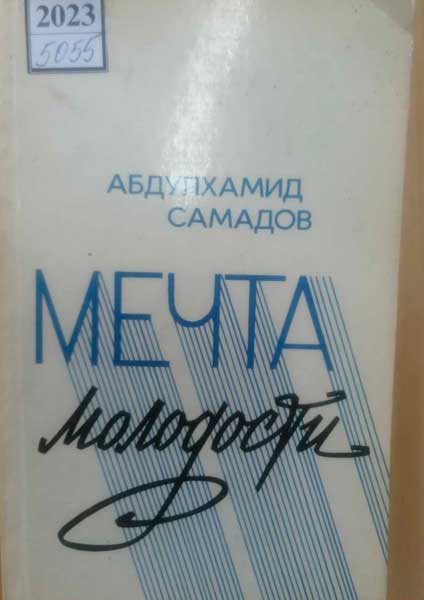 2023
5055
АБДУЛХАМИД
САМАДОВ
МЕЧТА
молодости